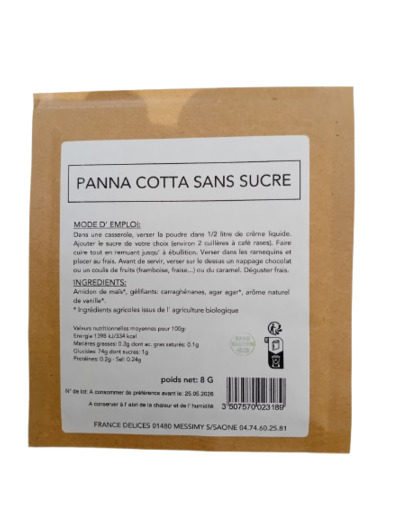 PANNA COTTA SANS SUCRE
MODE D' EMPLOI:
Dans une casserole, verser la poudre dans 1/2 litre de crème liquide.
Ajouter le sucre de votre choix (environ 2 cuillères à café rases). Faire
cuire tout en remuant jusqu' à ébullition. Verser dans les ramequins et
placer au frais. Avant de servir, verser sur le dessus un nappage chocolat
ou un coulis de fruits (framboise, fraise...) ou du caramel. Déguster frais.
INGREDIENTS:
Amidon de maïs*, gélifiants: carraghénanes, agar agar*, arôme naturel
de vanille*.
* Ingrédients agricoles issus de l' agriculture biologique
Valeurs nutritionnelles moyennes pour 100g:
Energie 1398 kJ/334 kcal
Matières grasses: 0.3g dont ac. gras saturés: 0.1g
Glucides: 74g dont sucres: 1g
Protéines: 0.2g - Sel: 0.24g
poids net: 8 G
N° de lot: A consommer de préférence avant le: 25.05.2026
A conserver à l' abri de la chaleur et de l' humidité
3 507570 023189
FRANCE DELICES 01480 MESSIMY S/SAONE 04.74.60.25.81